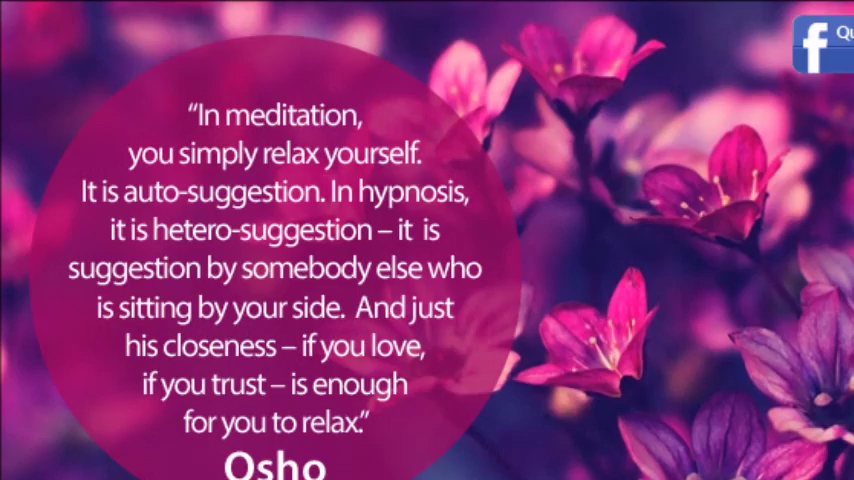 “In meditation,
you simply relax yourself.
It is auto-suggestion. In hypnosis,
it is hetero-suggestion – it is
suggestion by somebody else who
is sitting by your side. And just
his closeness – if you love,
if you trust – is enough
for you to relax.”
Osho